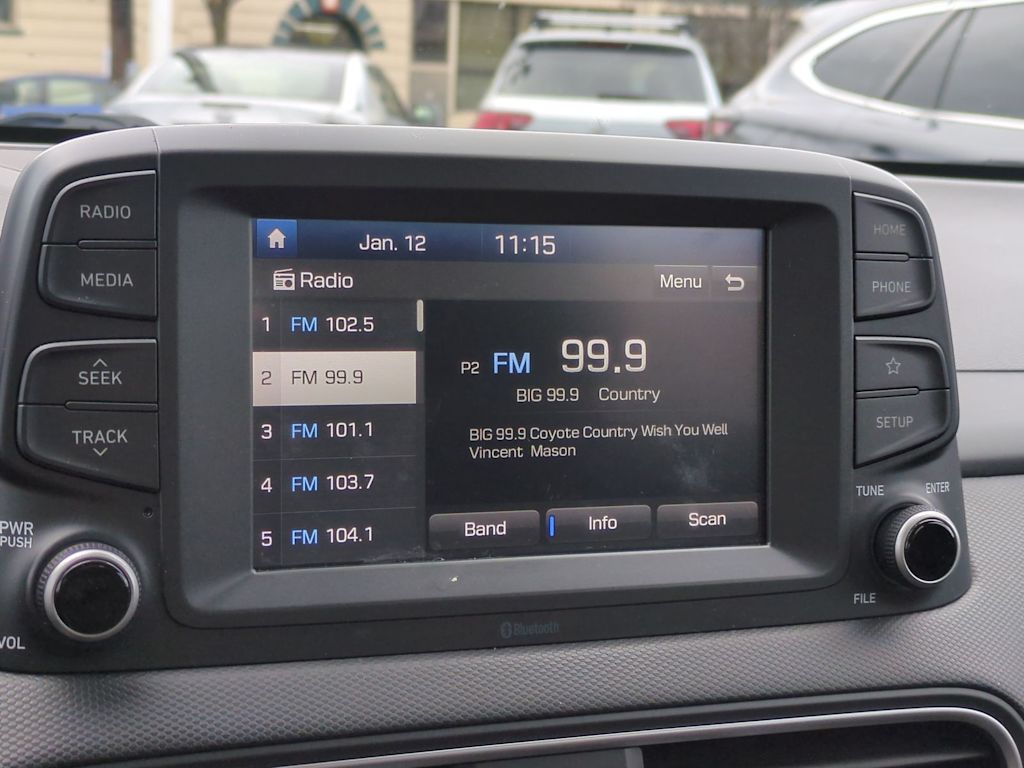 RADIO
MEDIA
SEEK
TRACK
PWR
PUSH
VOL
Jan. 12 11:15
Radio Menu
1 FM 102.5
2 FM 99.9
3 FM 101.1
4 FM 103.7
5 FM 104.1
P2 FM 99.9
BIG 99.9 Country
BIG 99.9 Coyote Country Wish You Well
Vincent Mason
Band Info Scan
HOME
PHONE
SETUP
TUNE ENTER
FILE
Bluetooth